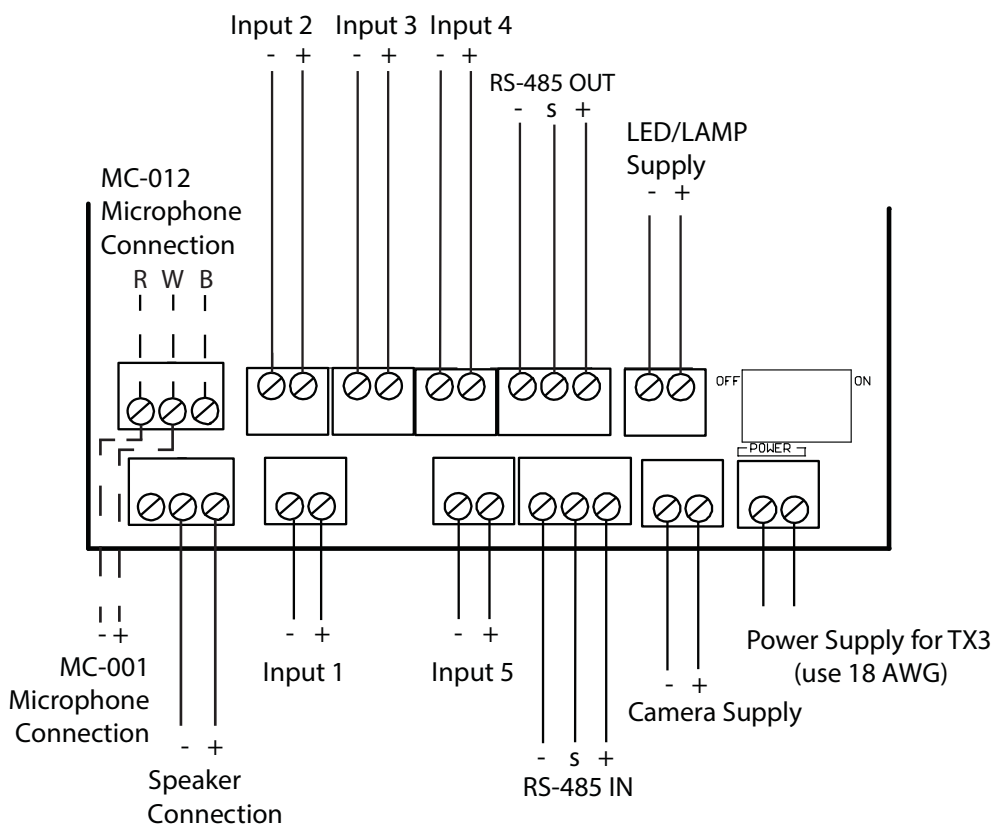 Input 2 Input 3 Input 4
- + - + - +
RS-485 OUT
- s +
LED/LAMP
Supply
- +
MC-012
Microphone
Connection
R W B
OFF ON
POWER
- +
MC-001
Microphone
Connection
- +
Speaker
Connection
- +
Input 1
- +
Input 5
- s +
RS-485 IN
- +
Camera Supply
Power Supply for TX3
(use 18 AWG)